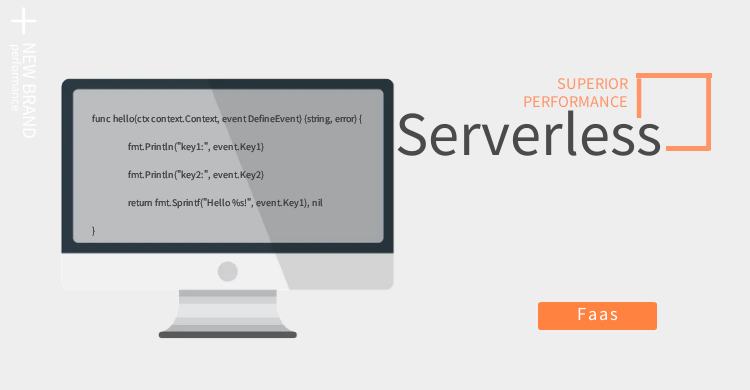 NEW BRAND
performance
func hello(ctx context.Context, event DefineEvent) (string, error) {
fmt.Println("key1:", event.Key1)
fmt.Println("key2:", event.Key2)
return fmt.Sprintf("Hello %s!", event.Key1), nil
}
SUPERIOR
PERFORMANCE
Serverless
Faas